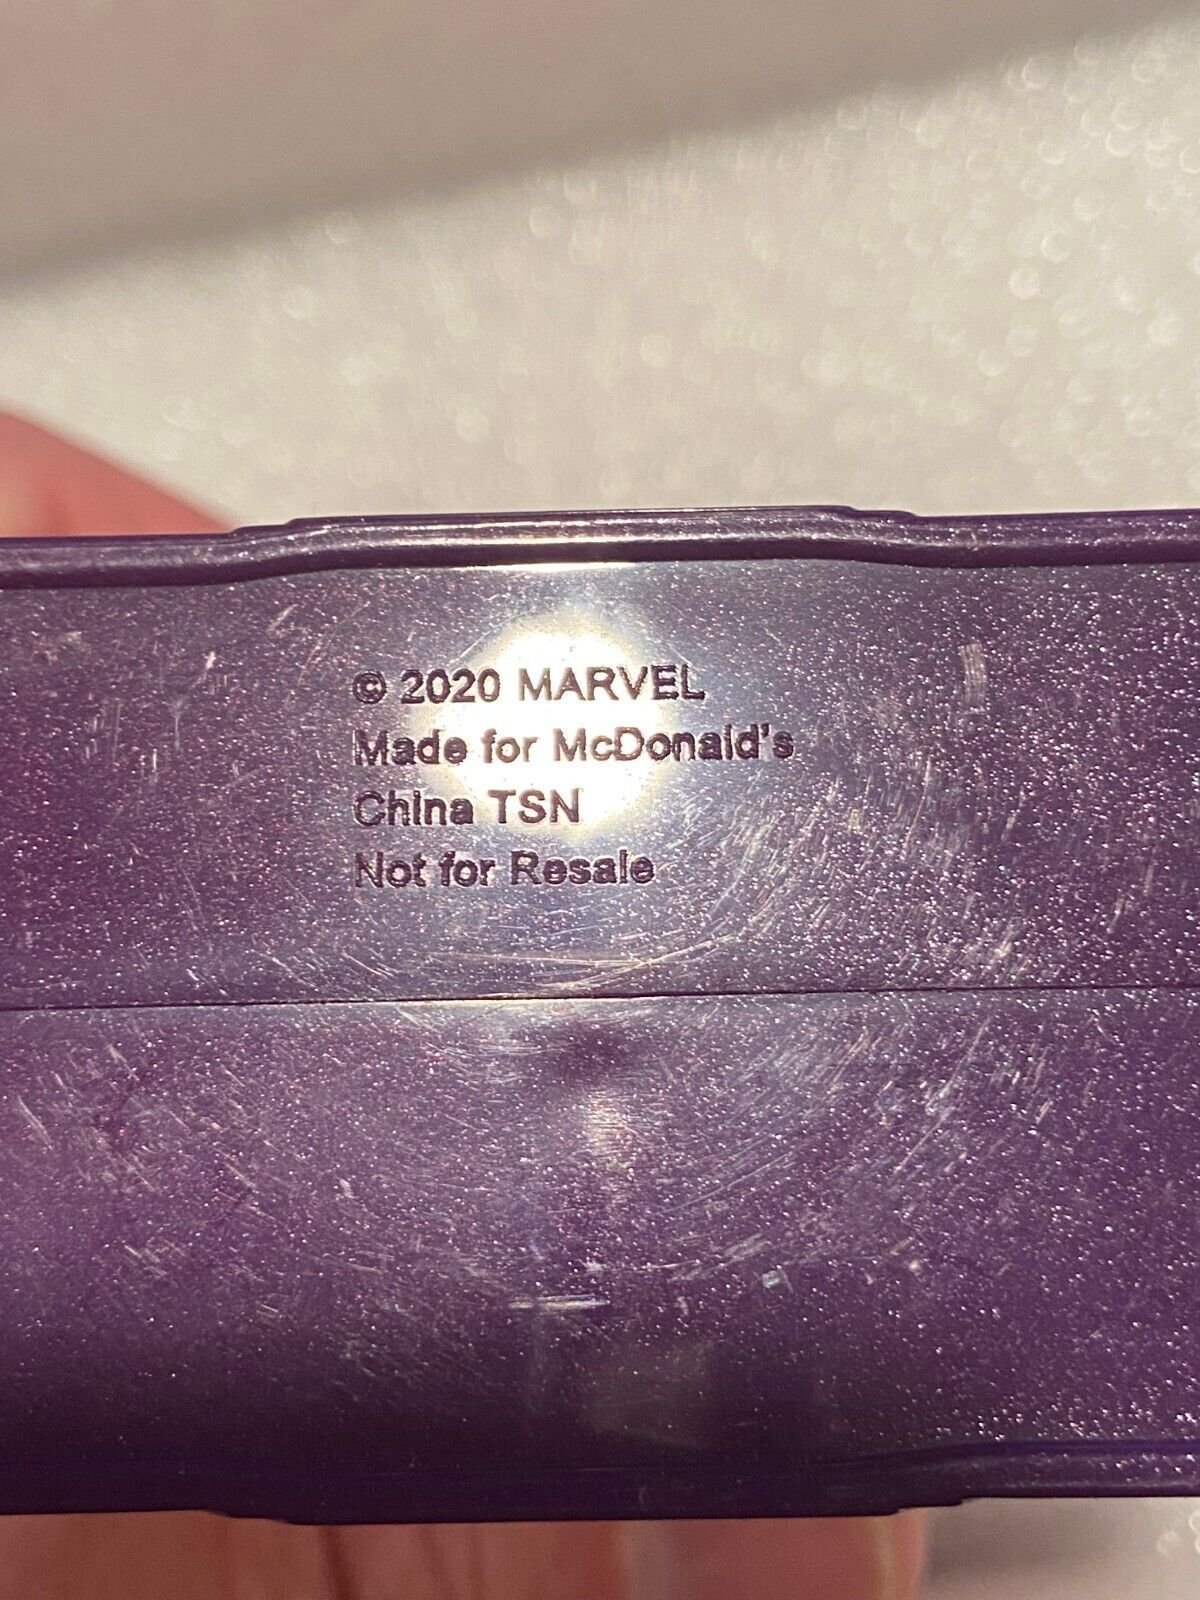 © 2020 MARVEL
Made for McDonald's
China TSN
Not for Resale